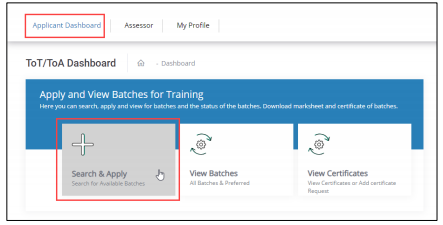 Applicant Dashboard Assessor My Profile
ToT/ToA Dashboard › Dashboard
Apply and View Batches for Training
Here you can search, apply and view for batches and the status of the batches. Download marksheet and certificate of batches.
Search & Apply
Search for Available Batches
View Batches
All Batches & Preferred
View Certificates
View Certificates or Add certificate
Request